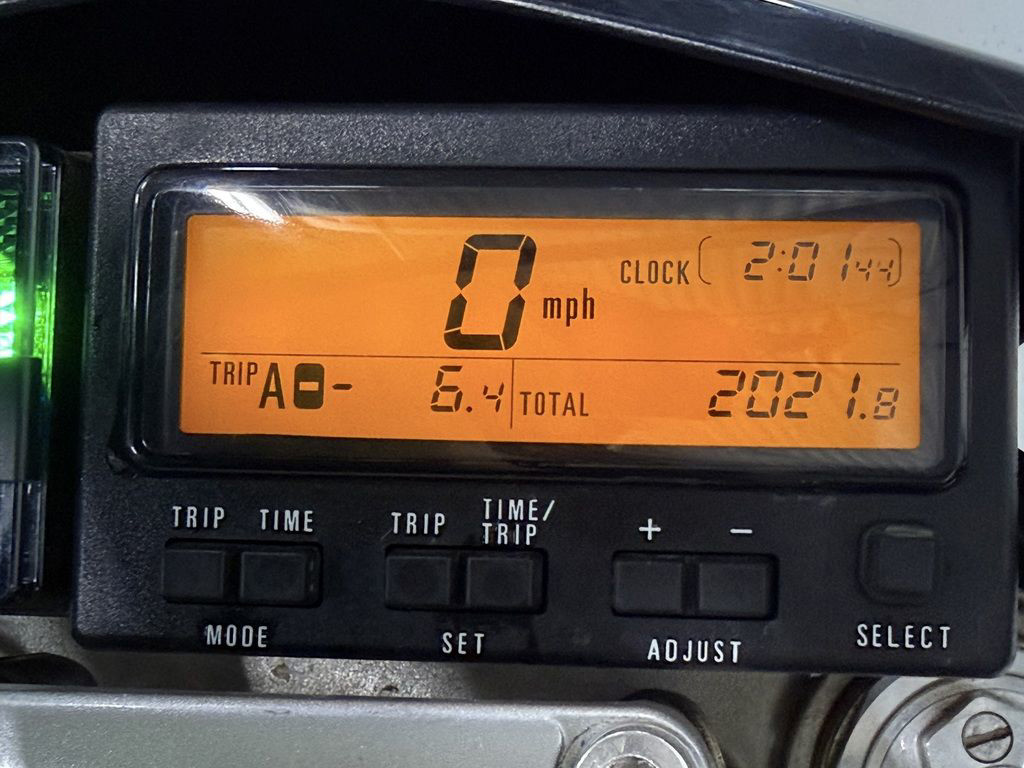 CLOCK ( 2:01 44 )
0 mph
TRIP A - 6.4 TOTAL 2021.8
TRIP TIME TRIP TIME/ TRIP + -
MODE SET ADJUST SELECT